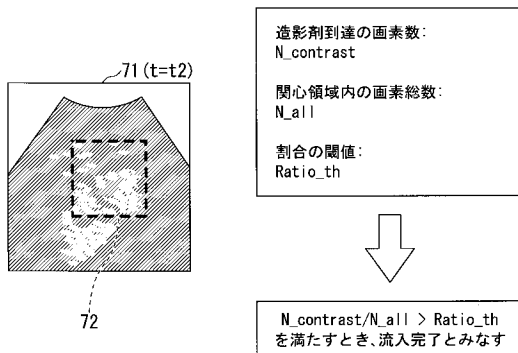 71(t=t2)
72
造影剤到達の画素数:
N_contrast
関心領域内の画素総数:
N_all
割合の閾値:
Ratio_th
N_contrast/N_all > Ratio_th
を満たすとき、流入完了とみなす